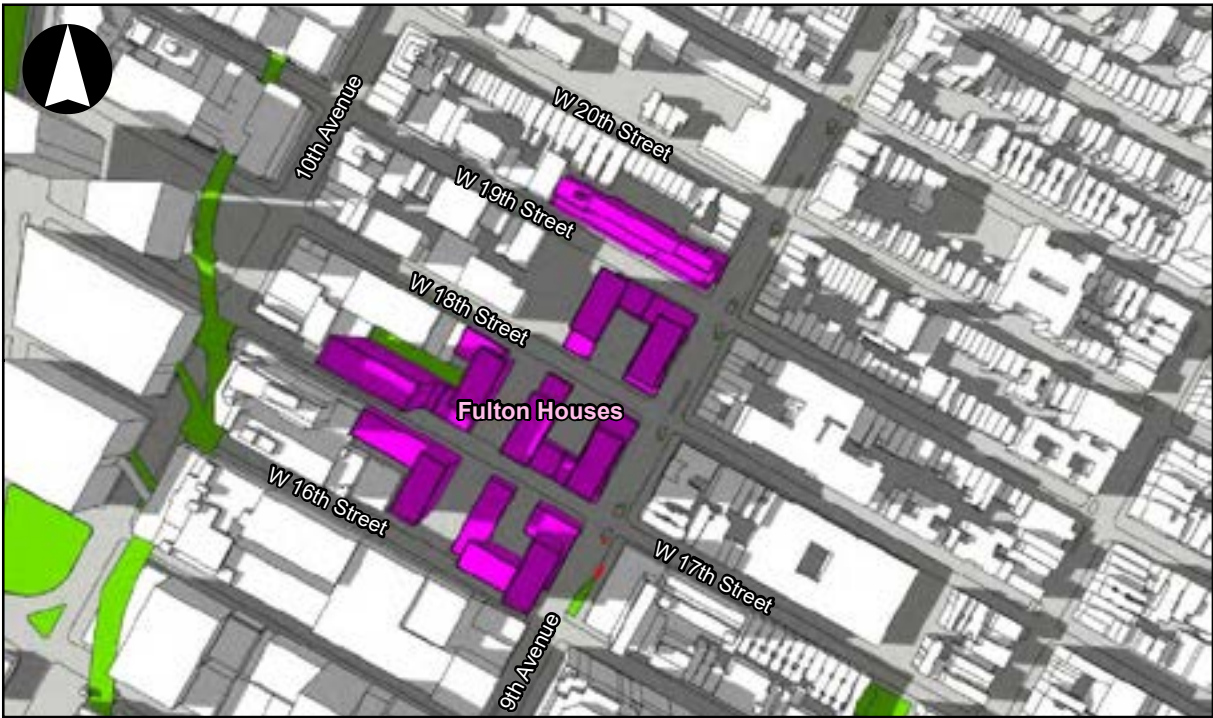 10th Avenue
W 20th Street
W 19th Street
W 18th Street
Fulton Houses
W 16th Street
W 17th Street
9th Avenue